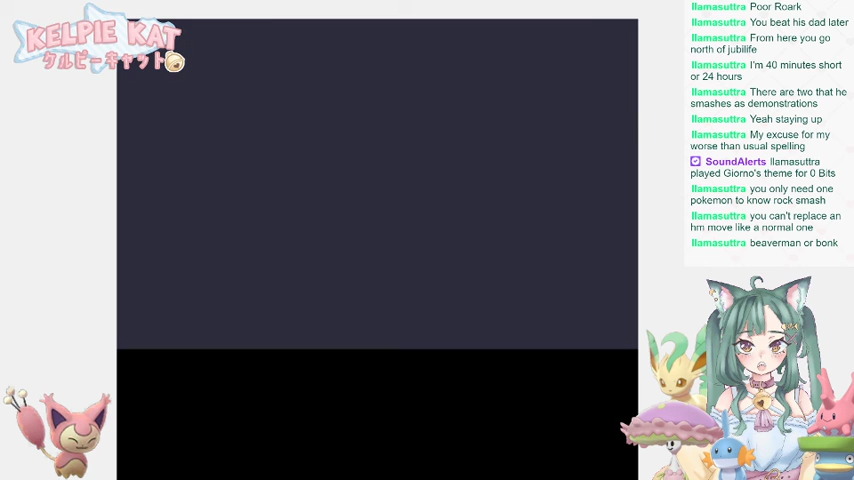 KELPIE KAT
クルピーキャット
llamasuttra Poor Roark
llamasuttra You beat his dad later
llamasuttra From here you go
north of jubilife
llamasuttra I'm 40 minutes short
or 24 hours
llamasuttra There are two that he
smashes as demonstrations
llamasuttra Yeah staying up
llamasuttra My excuse for my
worse than usual spelling
SoundAlerts llamasuttra
played Giorno's theme for 0 Bits
llamasuttra you only need one
pokemon to know rock smash
llamasuttra you can't replace an
hm move like a normal one
llamasuttra beaverman or bonk